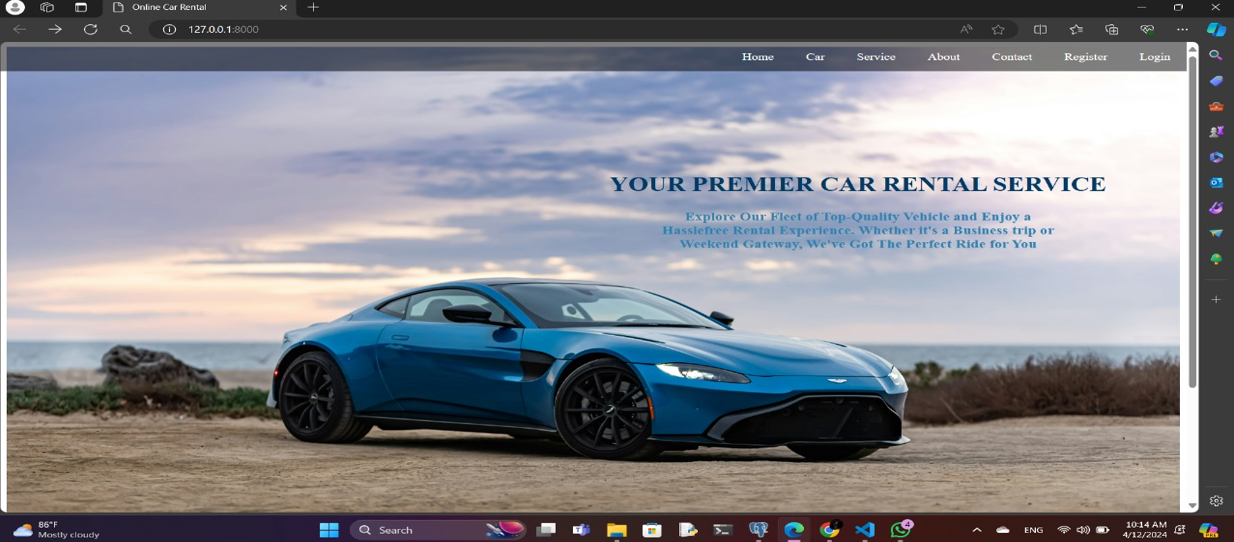 Online Car Rental
127.0.0.1:8000
Home Car Service About Contact Register Login
YOUR PREMIER CAR RENTAL SERVICE
Explore Our Fleet of Top-Quality Vehicle and Enjoy a
Hasslefree Rental Experience. Whether it's a Business trip or
Weekend Gateway, We've Got The Perfect Ride for You
86°F
Mostly cloudy
Search
4
ENG
10:14 AM
4/12/2024